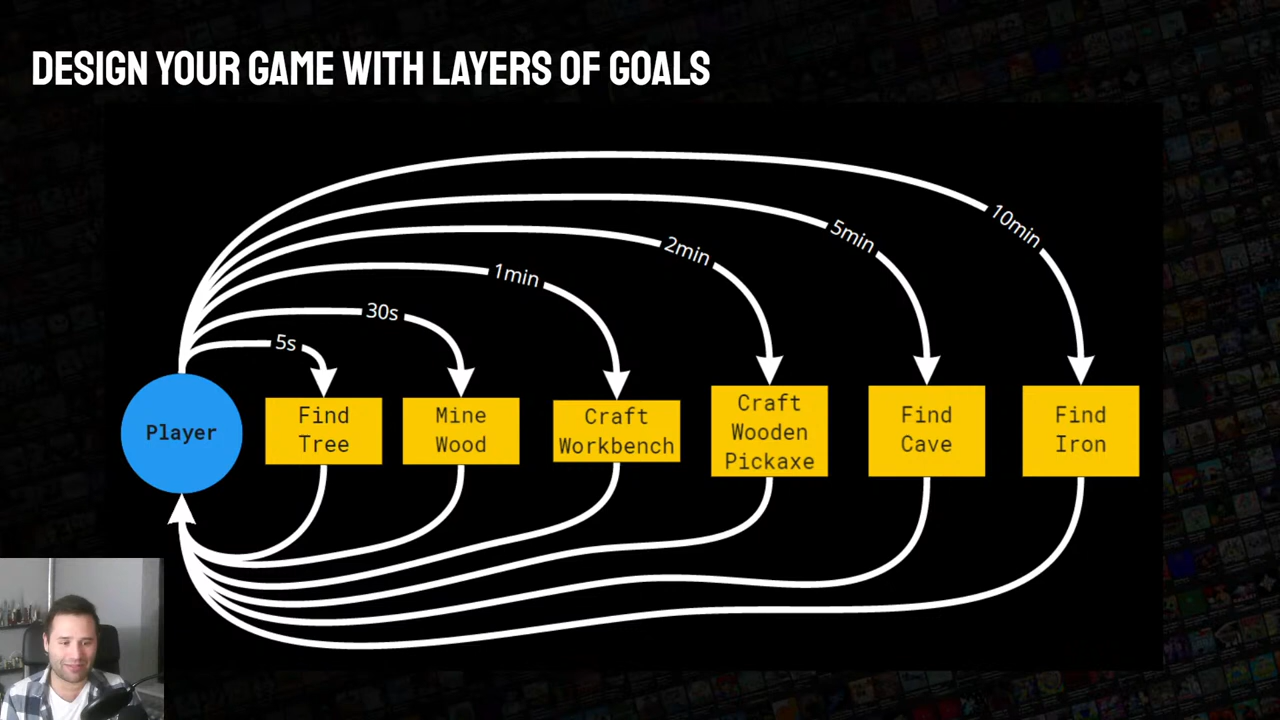 DESIGN YOUR GAME WITH LAYERS OF GOALS
10min
5min
2min
1min
30s
5s
Player
Find
Tree
Mine
Wood
Craft
Workbench
Craft
Wooden
Pickaxe
Find
Cave
Find
Iron